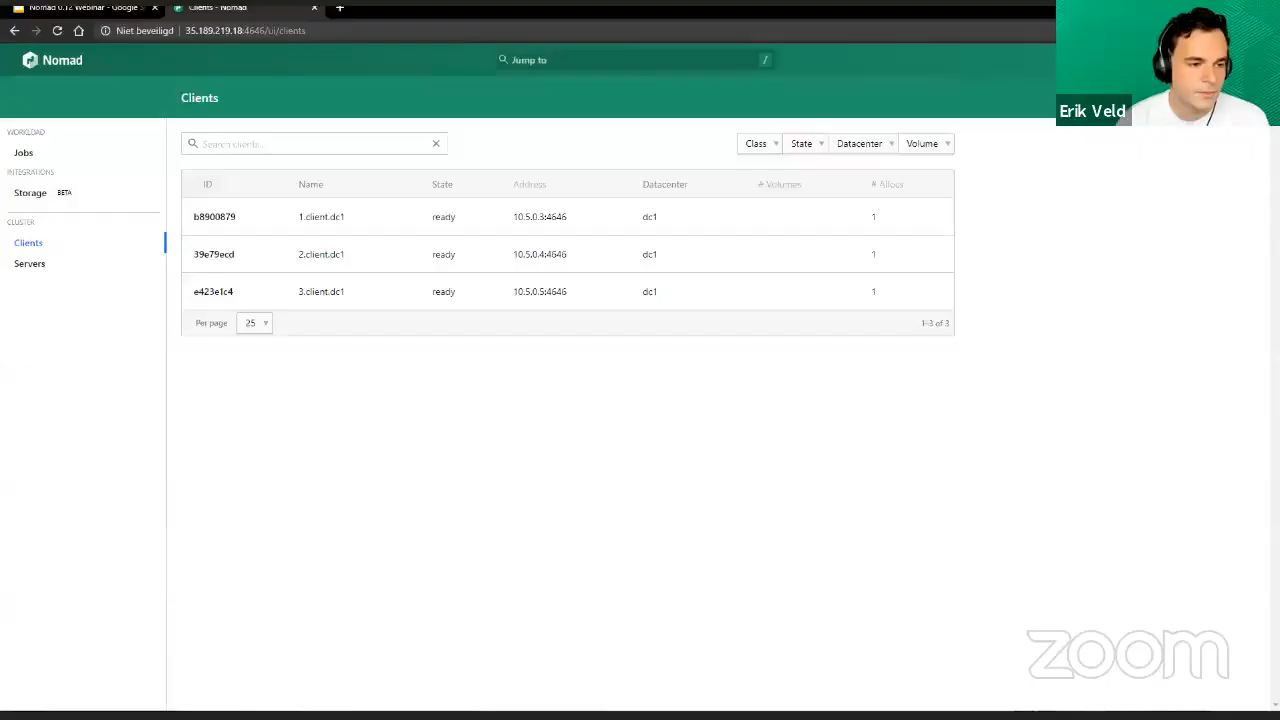 Nomad 0.12 Webinar - Google S
Clients - Nomad
Niet beveiligd
35.189.219.18:4646/ui/clients
Nomad
Jump to
/
Erik Veld
Clients
WORKLOAD
Jobs
INTEGRATIONS
Storage BETA
CLUSTER
Clients
Servers
Search clients...
Class State Datacenter Volume
ID Name State Address Datacenter # Volumes # Allocs
b8900879 1.client.dc1 ready 10.5.0.3:4646 dc1 1
39e79ecd 2.client.dc1 ready 10.5.0.4:4646 dc1 1
e423e1c4 3.client.dc1 ready 10.5.0.5:4646 dc1 1
Per page 25 1–3 of 3
zoom